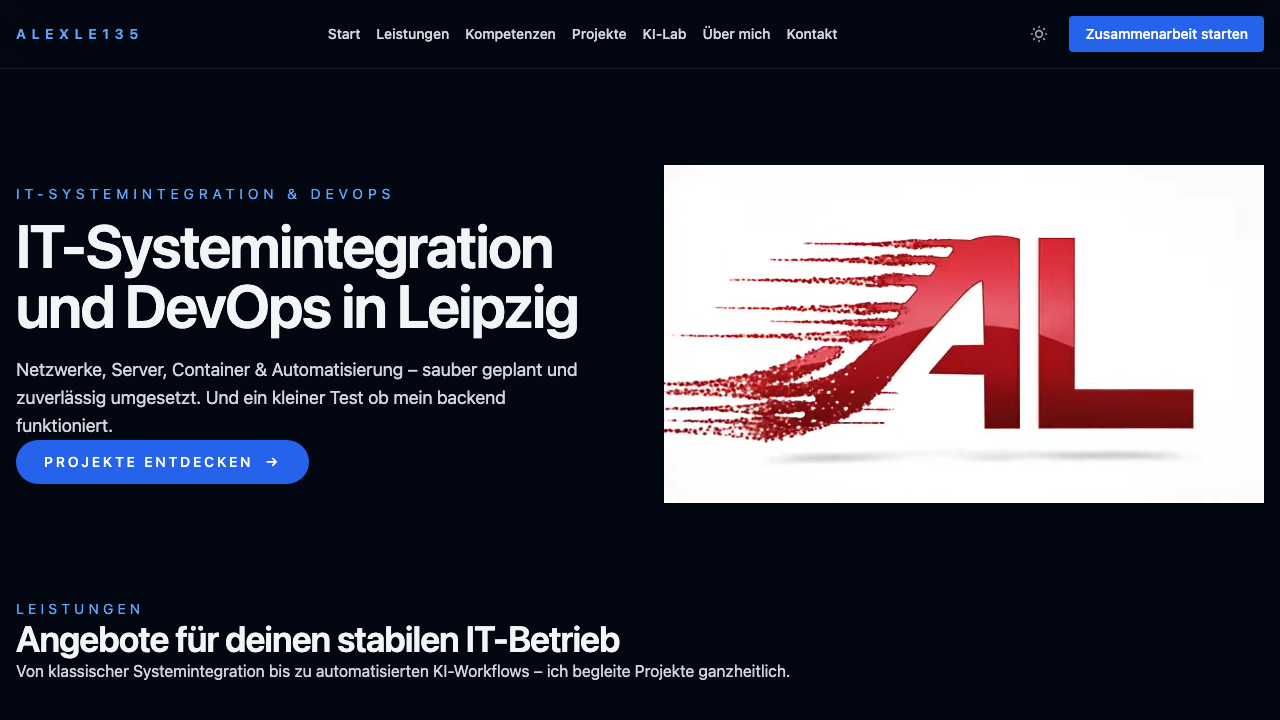 ALEXLE135
Start Leistungen Kompetenzen Projekte KI-Lab Über mich Kontakt
Zusammenarbeit starten
IT-SYSTEMINTEGRATION & DEVOPS
IT-Systemintegration
und DevOps in Leipzig
Netzwerke, Server, Container & Automatisierung – sauber geplant und
zuverlässig umgesetzt. Und ein kleiner Test ob mein backend
funktioniert.
PROJEKTE ENTDECKEN →
AL
LEISTUNGEN
Angebote für deinen stabilen IT-Betrieb
Von klassischer Systemintegration bis zu automatisierten KI-Workflows – ich begleite Projekte ganzheitlich.